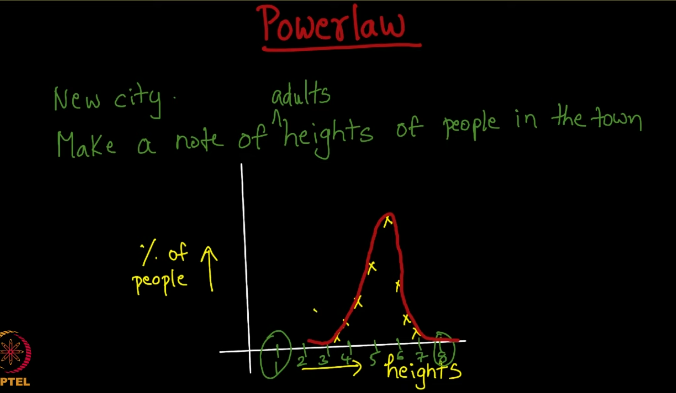 Powerlaw
New city.
adults
Make a note of ^ heights of people in the town
% of
people
1 2 3 4 5 6 7 8
heights
PTEL